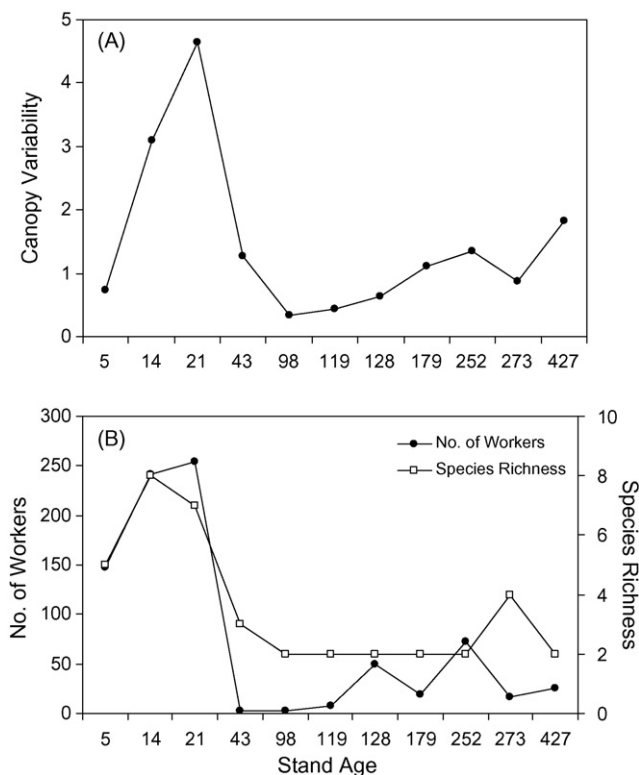 (A)
Canopy Variability
5
4
3
2
1
0
5 14 21 43 98 119 128 179 252 273 427
(B)
No. of Workers
Species Richness
No. of Workers
300
250
200
150
100
50
0
10
8
6
4
2
0
Species Richness
5 14 21 43 98 119 128 179 252 273 427
Stand Age